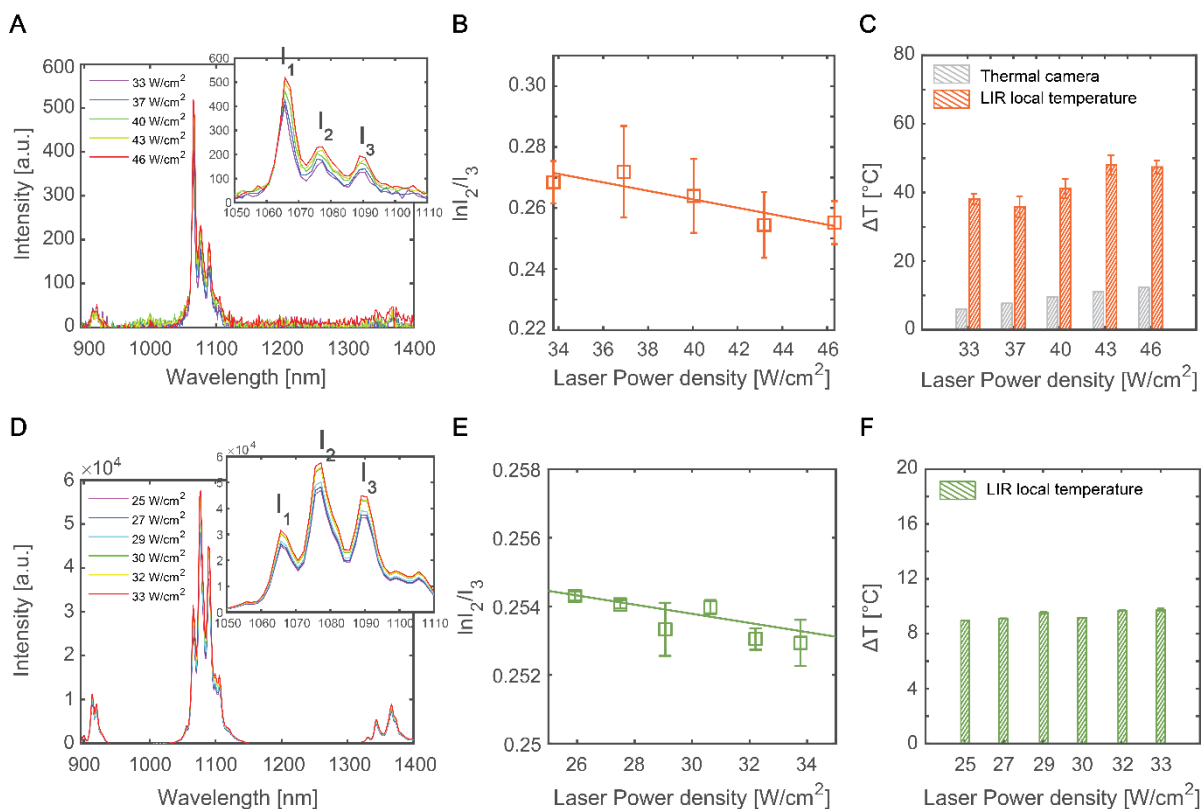 A
Intensity [a.u.]
600
500
400
300
200
100
0
900
1000
1100
1200
1300
1400
Wavelength [nm]
33 W/cm²
37 W/cm²
40 W/cm²
43 W/cm²
46 W/cm²
600
500
400
300
200
100
0
1050
1060
1070
1080
1090
1100
1110
I₁
I₂
I₃
B
lnI₂/I₃
0.30
0.28
0.26
0.24
0.22
34
36
38
40
42
44
46
Laser Power density [W/cm²]
C
ΔT [°C]
80
60
40
20
0
33
37
40
43
46
Laser Power density [W/cm²]
Thermal camera
LIR local temperature
D
×10⁴
Intensity [a.u.]
6
5
4
3
2
1
0
900
1000
1100
1200
1300
1400
Wavelength [nm]
25 W/cm²
27 W/cm²
29 W/cm²
30 W/cm²
32 W/cm²
33 W/cm²
×10⁴
6
5
4
3
2
1
0
1050
1060
1070
1080
1090
1100
1110
I₁
I₂
I₃
E
lnI₂/I₃
0.258
0.256
0.254
0.252
0.25
26
28
30
32
34
Laser Power density [W/cm²]
F
ΔT [°C]
20
16
12
8
4
0
25
27
29
30
32
33
Laser Power density [W/cm²]
LIR local temperature